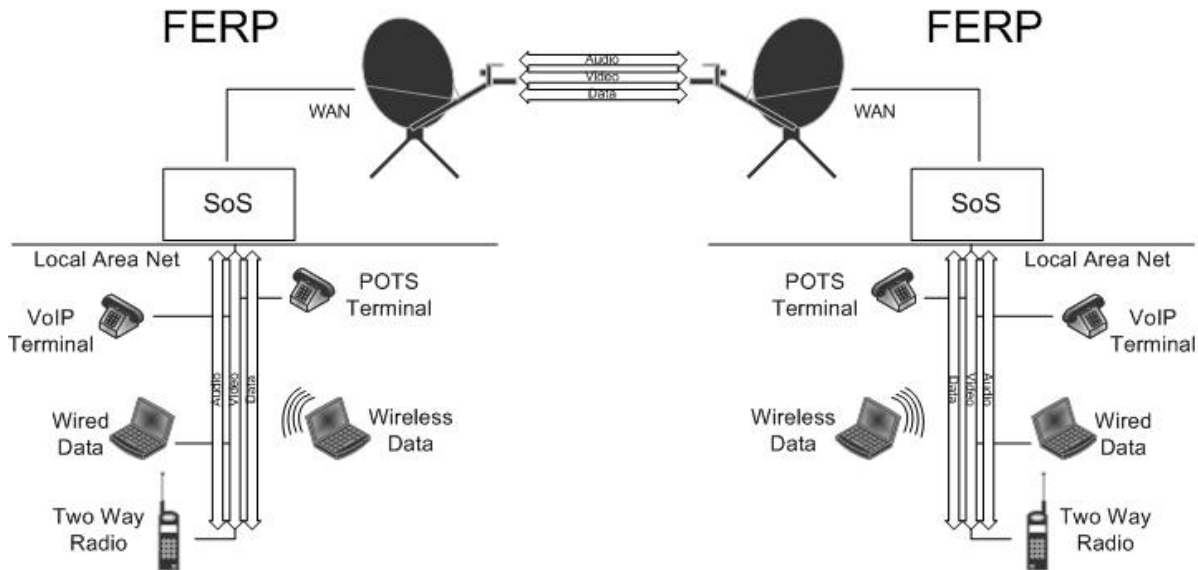 FERP
FERP
Audio
Video
Data
WAN
WAN
SoS
SoS
Local Area Net
Local Area Net
POTS
Terminal
POTS
Terminal
VoIP
Terminal
VoIP
Terminal
Audio
Video
Data
Data
Video
Audio
Wired
Data
Wireless
Data
Wireless
Data
Wired
Data
Two Way
Radio
Two Way
Radio